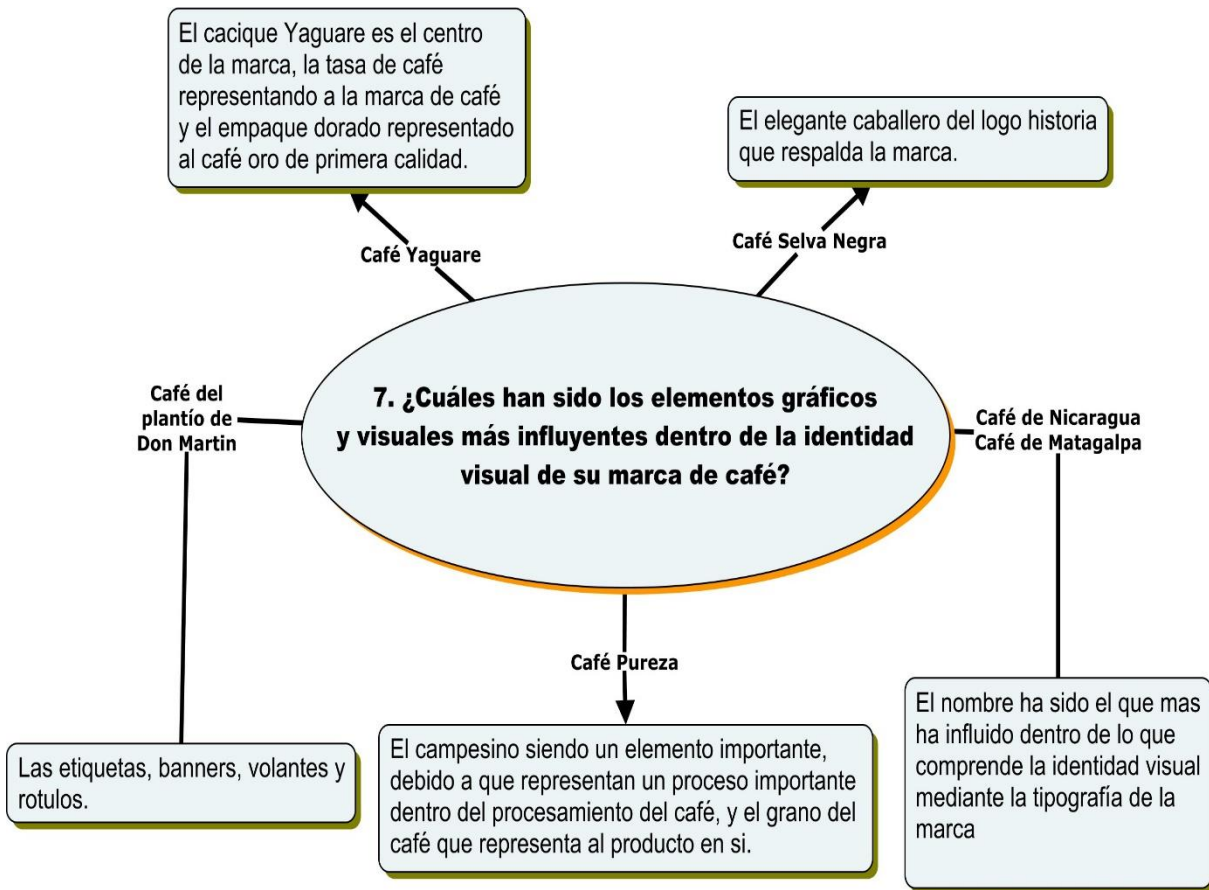 El cacique Yaguare es el centro
de la marca, la tasa de café
representando a la marca de café
y el empaque dorado representado
al café oro de primera calidad.
El elegante caballero del logo historia
que respalda la marca.
Café Yaguare
Café Selva Negra
7. ¿Cuáles han sido los elementos gráficos
y visuales más influyentes dentro de la identidad
visual de su marca de café?
Café del
plantío de
Don Martin
Café de Nicaragua
Café de Matagalpa
Café Pureza
Las etiquetas, banners, volantes y
rotulos.
El campesino siendo un elemento importante,
debido a que representan un proceso importante
dentro del procesamiento del café, y el grano del
café que representa al producto en si.
El nombre ha sido el que mas
ha influido dentro de lo que
comprende la identidad visual
mediante la tipografía de la
marca